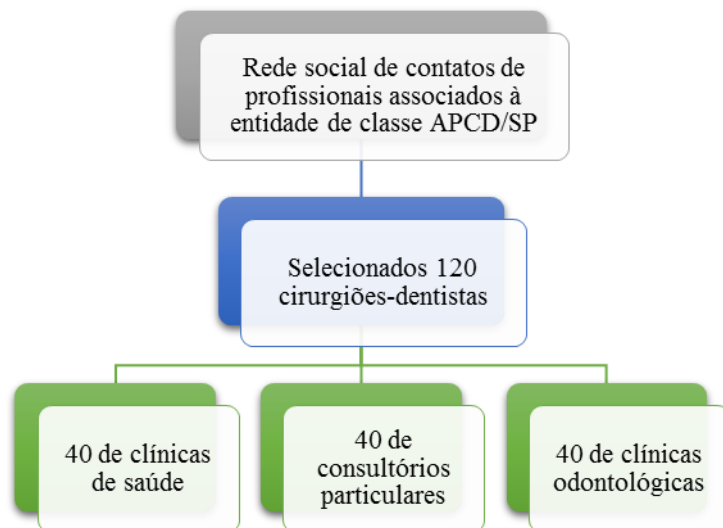 Rede social de contatos de
profissionais associados à
entidade de classe APCD/SP
Selecionados 120
cirurgiões-dentistas
40 de clínicas
de saúde
40 de
consultórios
particulares
40 de clínicas
odontológicas